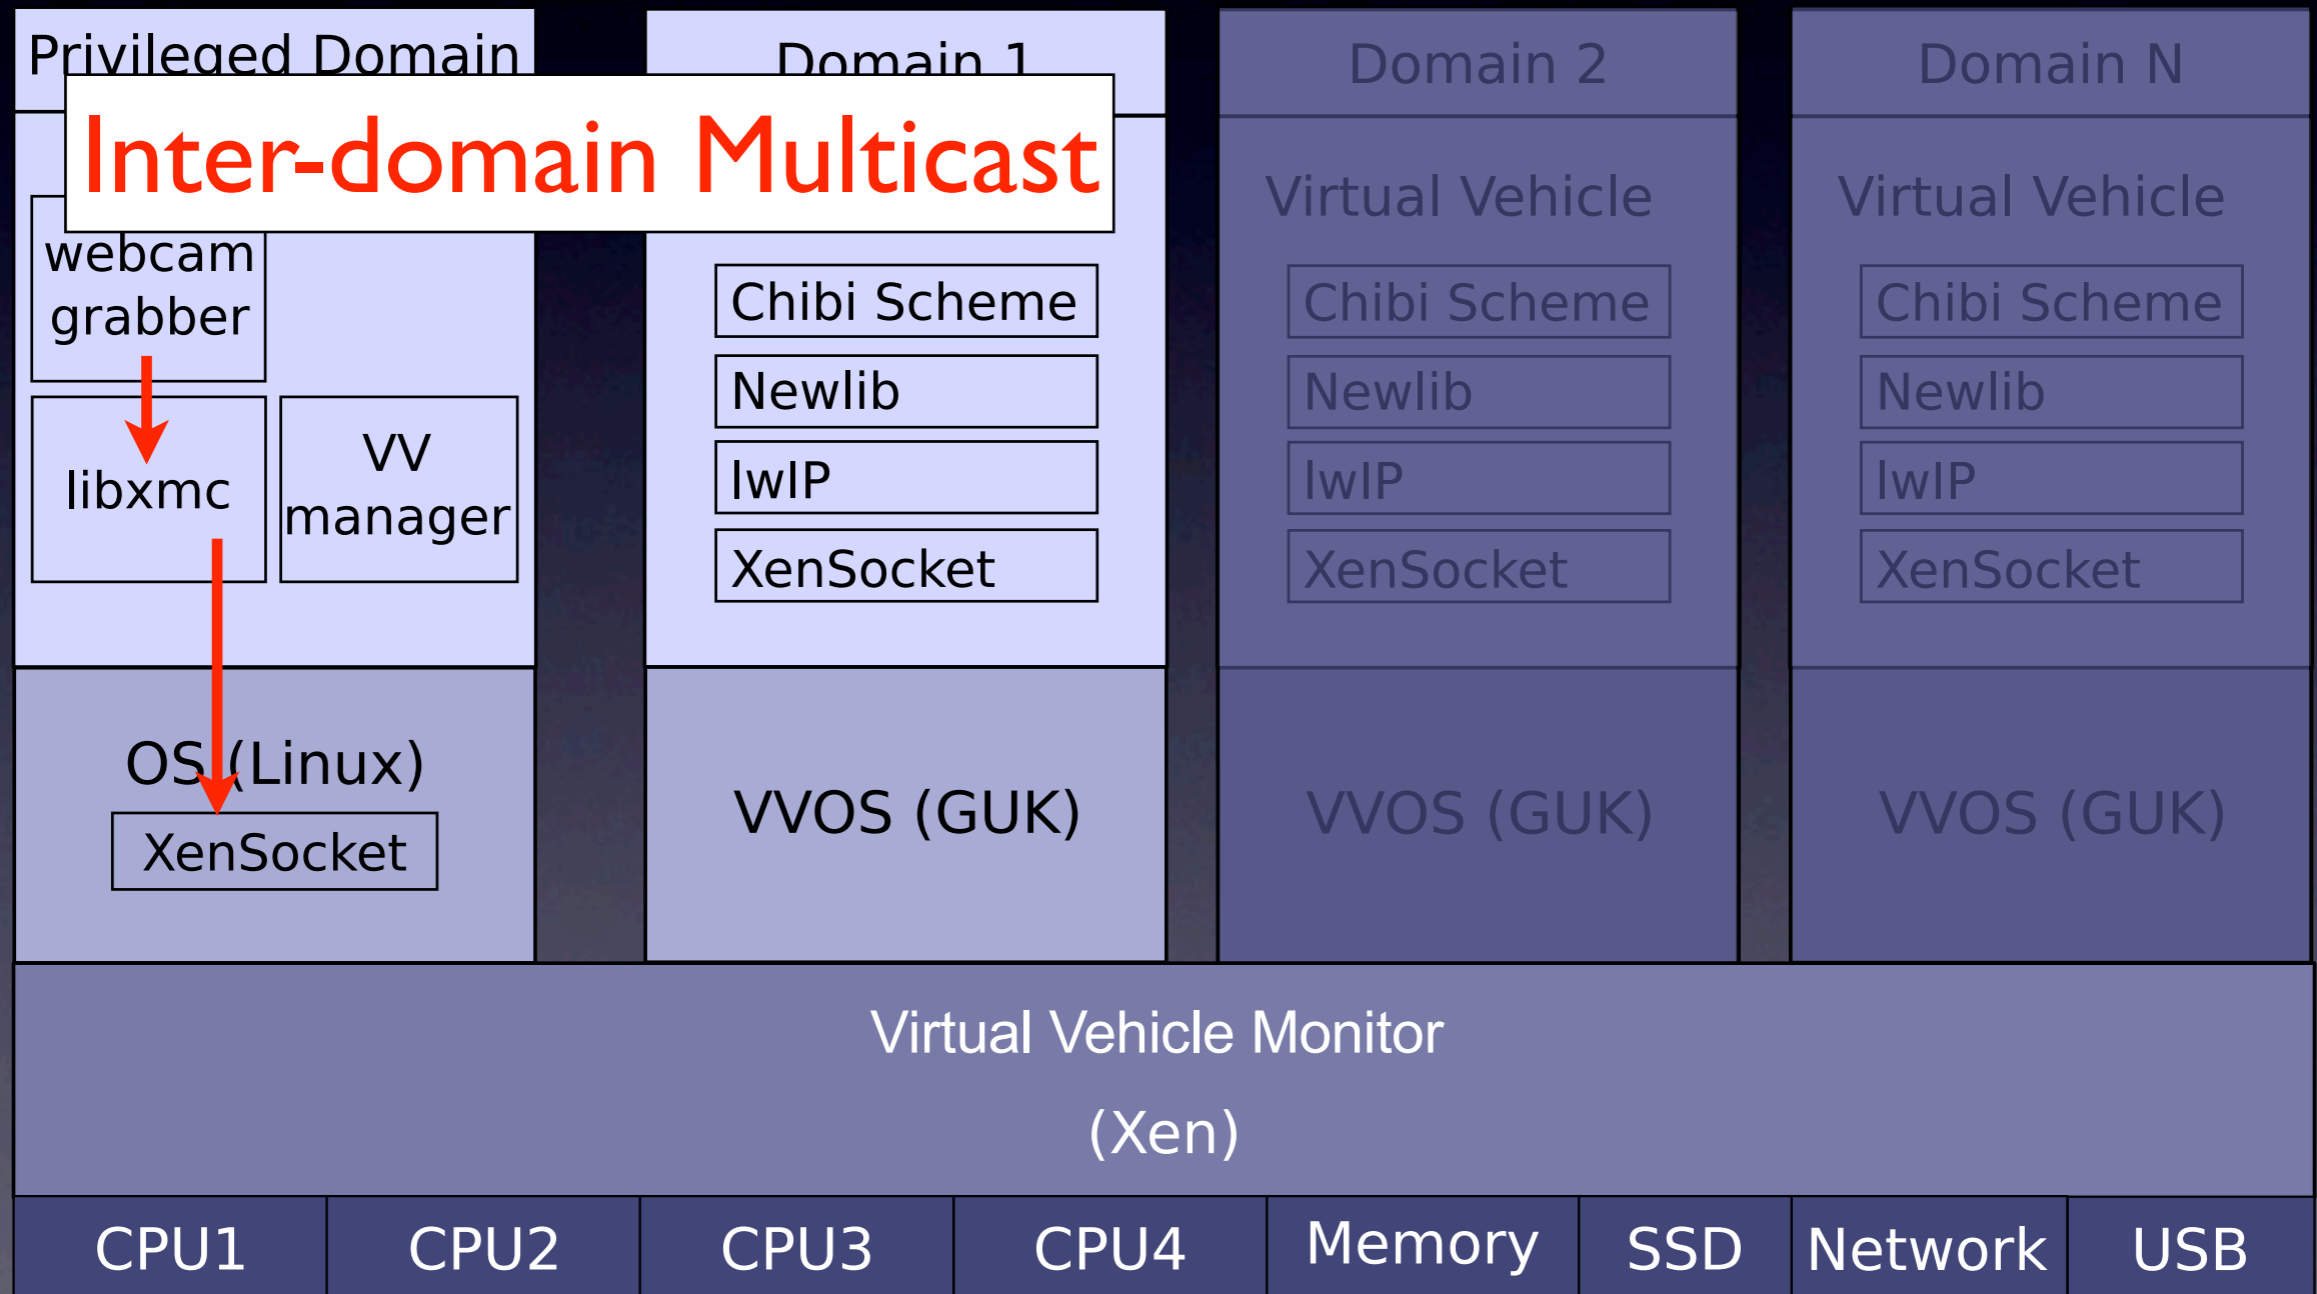 Privileged Domain
Domain 1
Domain 2
Domain N
Inter-domain Multicast
webcam
grabber
libxmc
VV
manager
OS (Linux)
XenSocket
Chibi Scheme
Newlib
lwIP
XenSocket
VVOS (GUK)
Virtual Vehicle
Chibi Scheme
Newlib
lwIP
XenSocket
VVOS (GUK)
Virtual Vehicle
Chibi Scheme
Newlib
lwIP
XenSocket
VVOS (GUK)
Virtual Vehicle Monitor
(Xen)
CPU1
CPU2
CPU3
CPU4
Memory
SSD
Network
USB